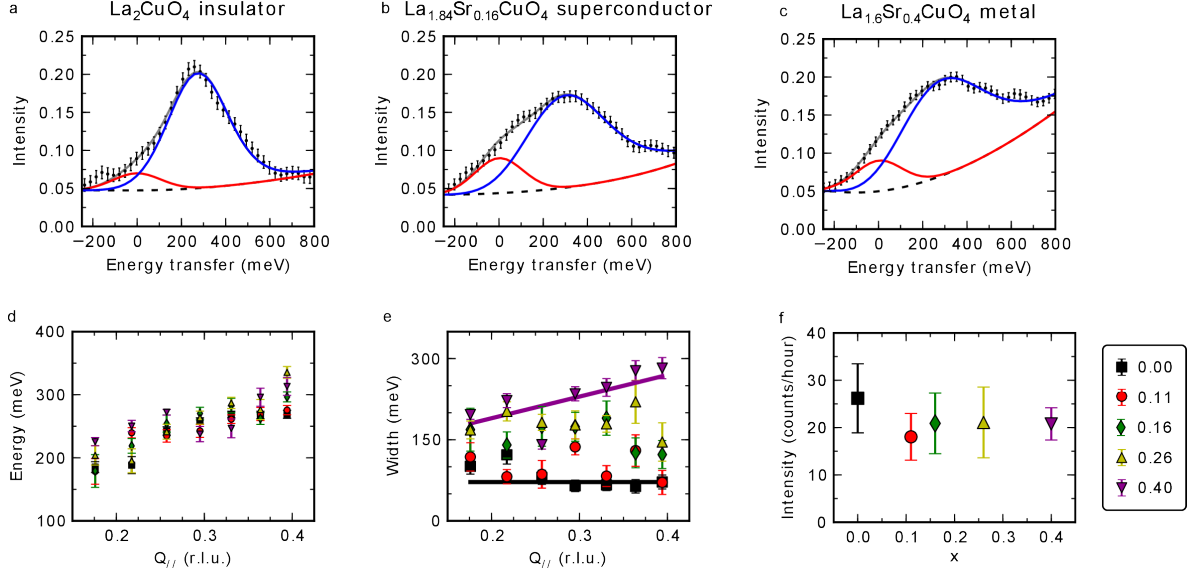 a La₂CuO₄ insulator
b La₁.₈₄Sr₀.₁₆CuO₄ superconductor
c La₁.₆Sr₀.₄CuO₄ metal
0.25
0.20
0.15
0.10
0.05
0.00
Intensity
−200 0 200 400 600 800
Energy transfer (meV)
0.25
0.20
0.15
0.10
0.05
0.00
Intensity
−200 0 200 400 600 800
Energy transfer (meV)
0.25
0.20
0.15
0.10
0.05
0.00
Intensity
−200 0 200 400 600 800
Energy transfer (meV)
d
400
300
200
100
Energy (meV)
0.2 0.3 0.4
Q// (r.l.u.)
e
300
150
0
Width (meV)
0.2 0.3 0.4
Q// (r.l.u.)
f
40
30
20
10
0
Intensity (counts/hour)
0.0 0.1 0.2 0.3 0.4
x
0.00
0.11
0.16
0.26
0.40